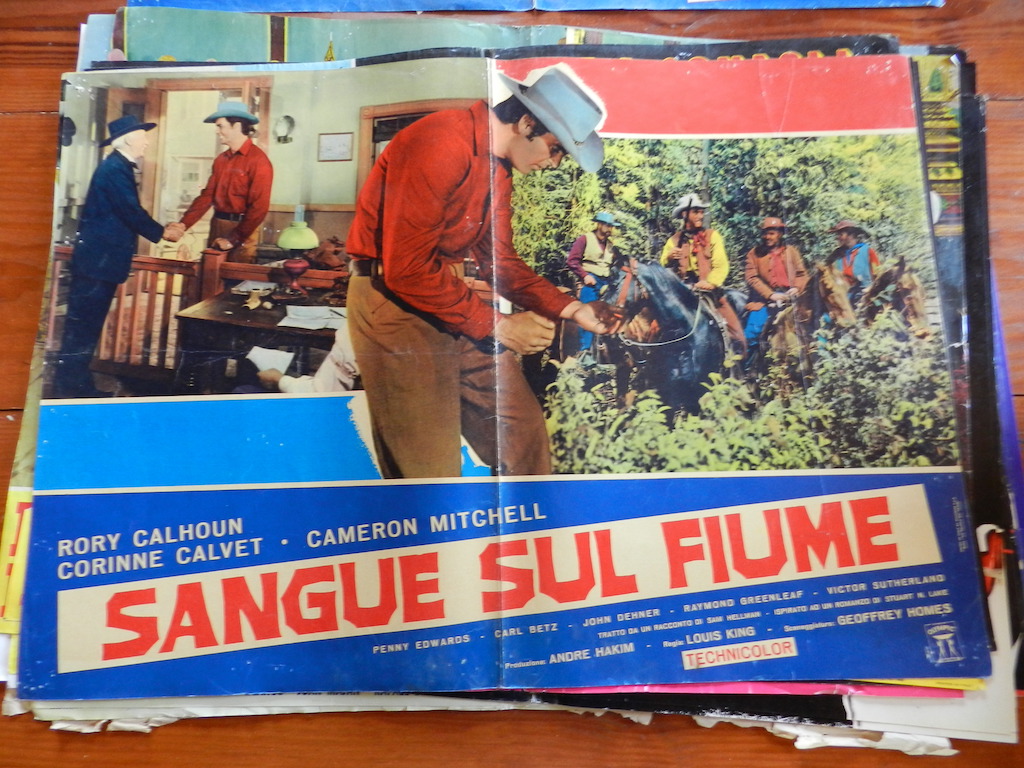 RORY CALHOUN
CORINNE CALVET • CAMERON MITCHELL
SANGUE SUL FIUME
PENNY EDWARDS - CARL BETZ - JOHN DEHNER - RAYMOND GREENLEAF - VICTOR SUTHERLAND
TRATTO DA UN RACCONTO DI SAM HELLMAN - ISPIRATO AD UN ROMANZO DI STUART N. LAKE
Produzione: ANDRE HAKIM - Regia: LOUIS KING - Sceneggiatura: GEOFFREY HOMES
TECHNICOLOR